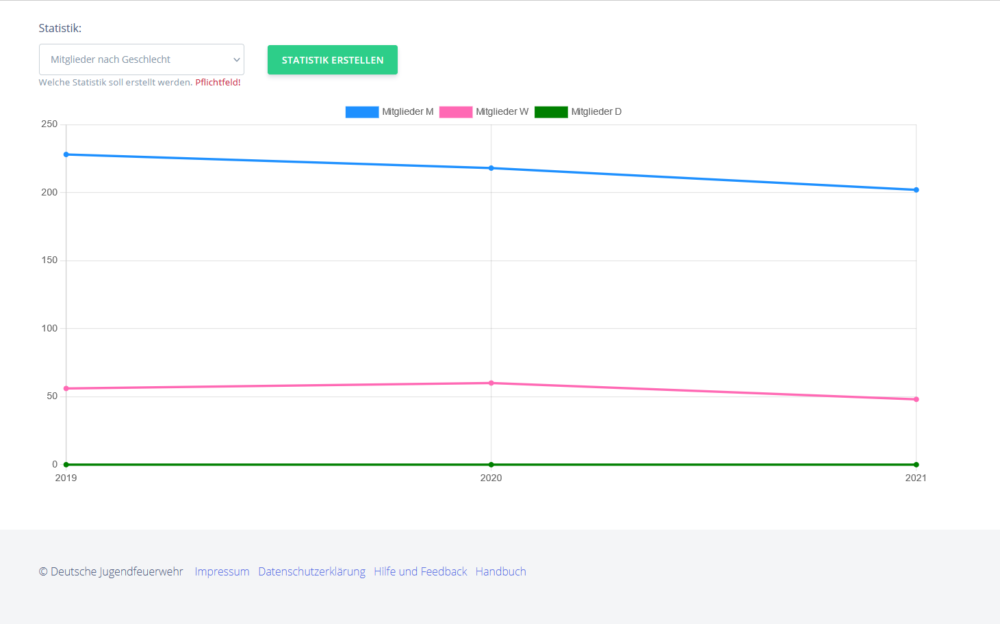 Statistik:
Mitglieder nach Geschlecht
STATISTIK ERSTELLEN
Welche Statistik soll erstellt werden. Pflichtfeld!
Mitglieder M Mitglieder W Mitglieder D
250
200
150
100
50
0
2019 2020 2021
© Deutsche Jugendfeuerwehr Impressum Datenschutzerklärung Hilfe und Feedback Handbuch